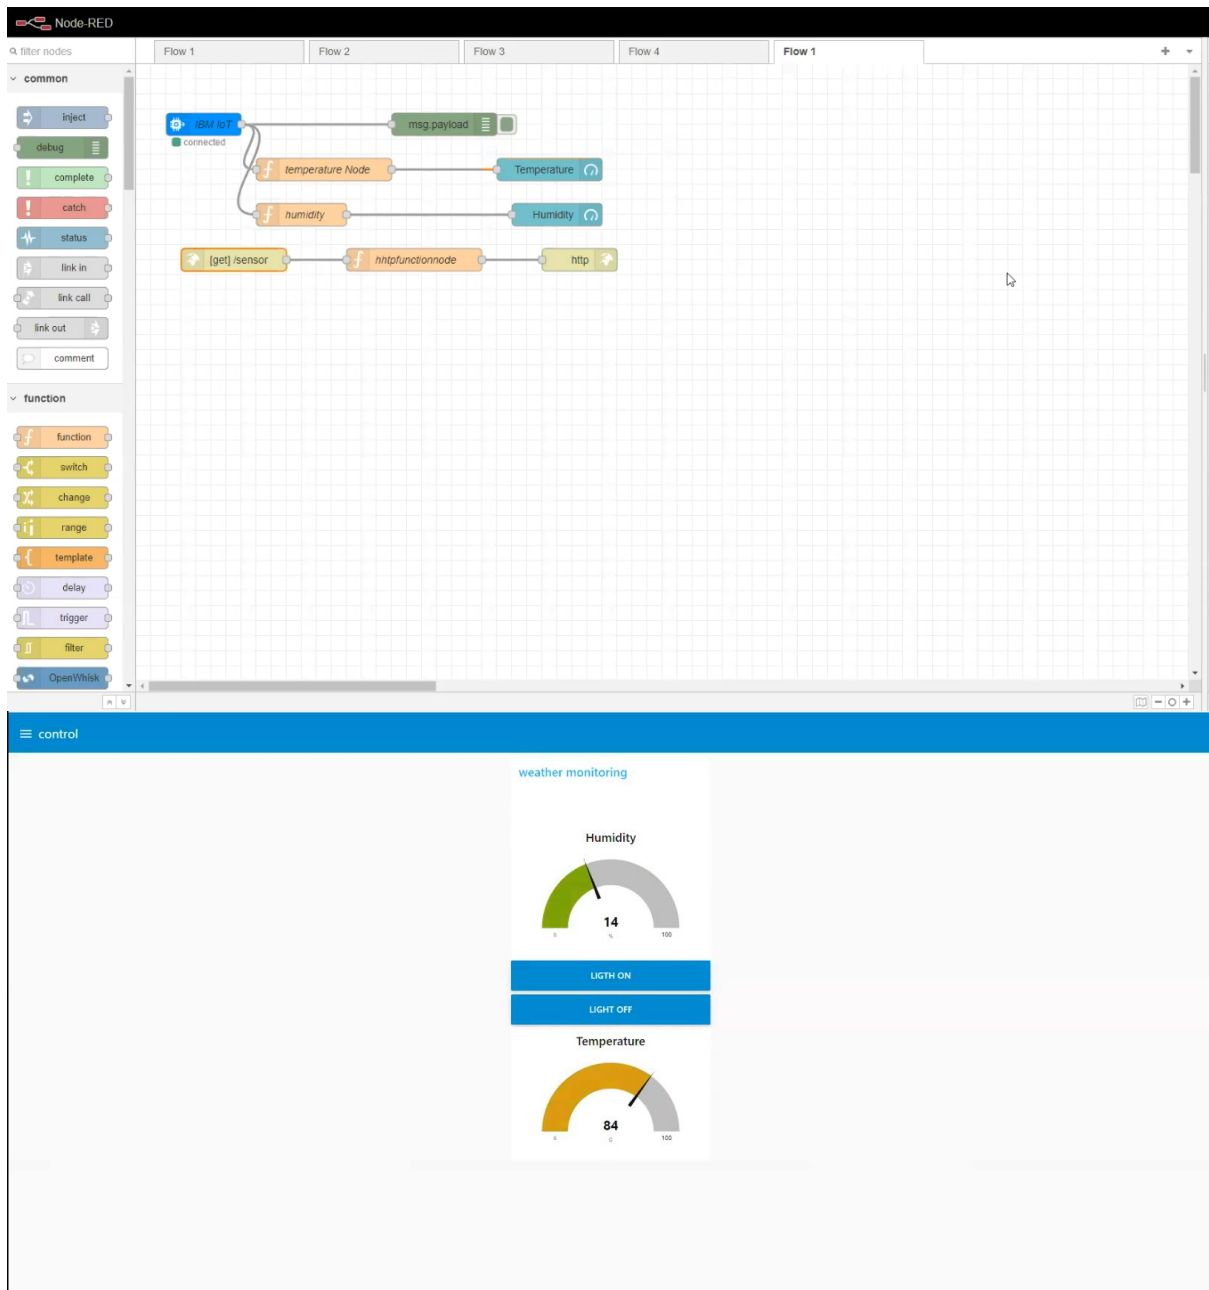 Node-RED
filter nodes
Flow 1
Flow 2
Flow 3
Flow 4
Flow 1
common
inject
debug
complete
catch
status
link in
link call
link out
comment
function
function
switch
change
range
template
delay
trigger
filter
OpenWhisk
IBM IoT
connected
msg.payload
temperature Node
Temperature
humidity
Humidity
[get] /sensor
hhtpfunctionnode
http
control
weather monitoring
Humidity
14
0
%
100
LIGTH ON
LIGHT OFF
Temperature
84
100